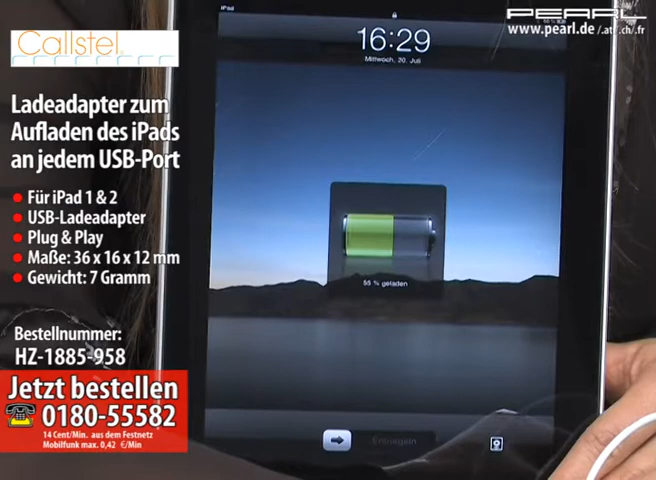 Callstel
Ladeadapter zum
Aufladen des iPads
an jedem USB-Port
Für iPad 1 & 2
USB-Ladeadapter
Plug & Play
Maße: 36 x 16 x 12 mm
Gewicht: 7 Gramm
Bestellnummer:
HZ-1885-958
Jetzt bestellen
0180-55582
14 Cent/Min. aus dem Festnetz
Mobilfunk max. 0,42 €/Min
iPad
16:29
Mittwoch, 20. Juli
55 % geladen
Entriegeln
PEARL
www.pearl.de /.at/.ch/.fr